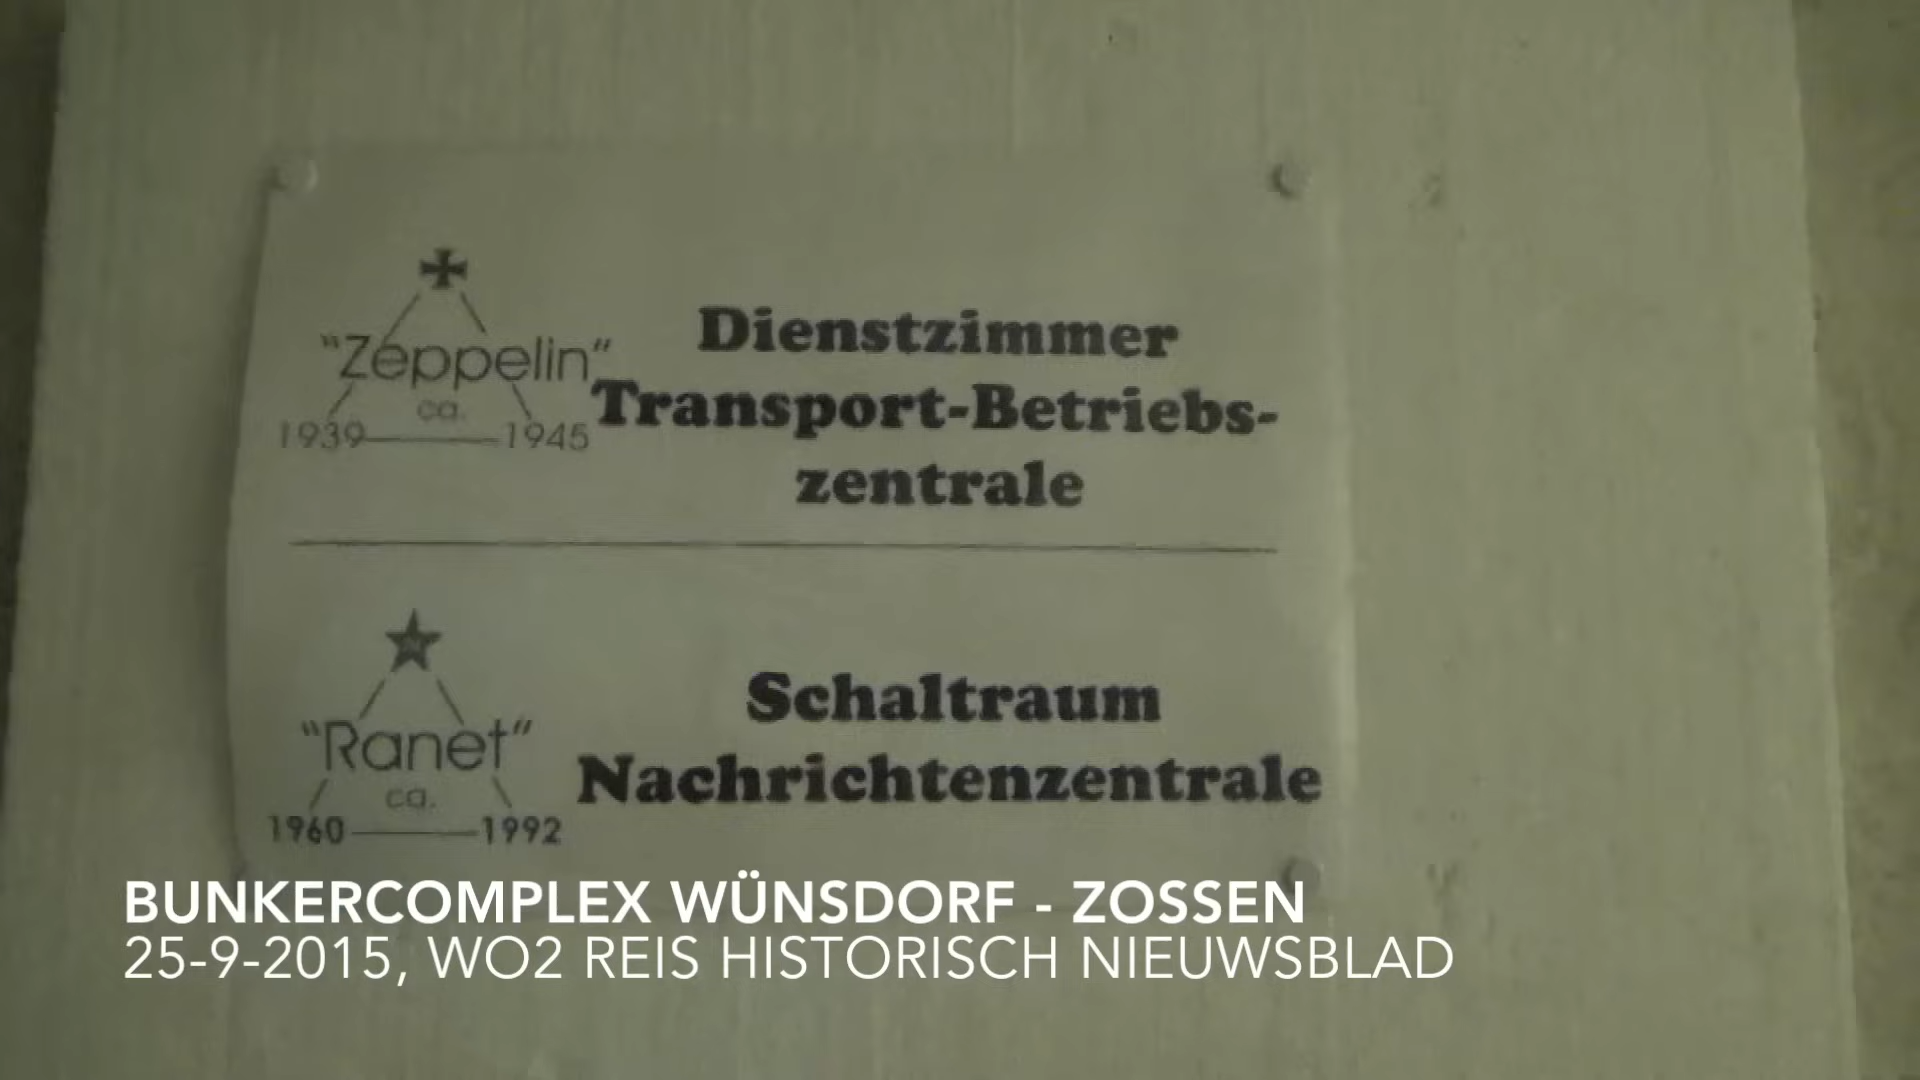 "Zeppelin"
ca.
1939 1945
Dienstzimmer
Transport-Betriebs-
zentrale
"Ranet"
ca.
1960 1992
Schaltraum
Nachrichtenzentrale
BUNKERCOMPLEX WÜNSDORF - ZOSSEN
25-9-2015, WO2 REIS HISTORISCH NIEUWSBLAD